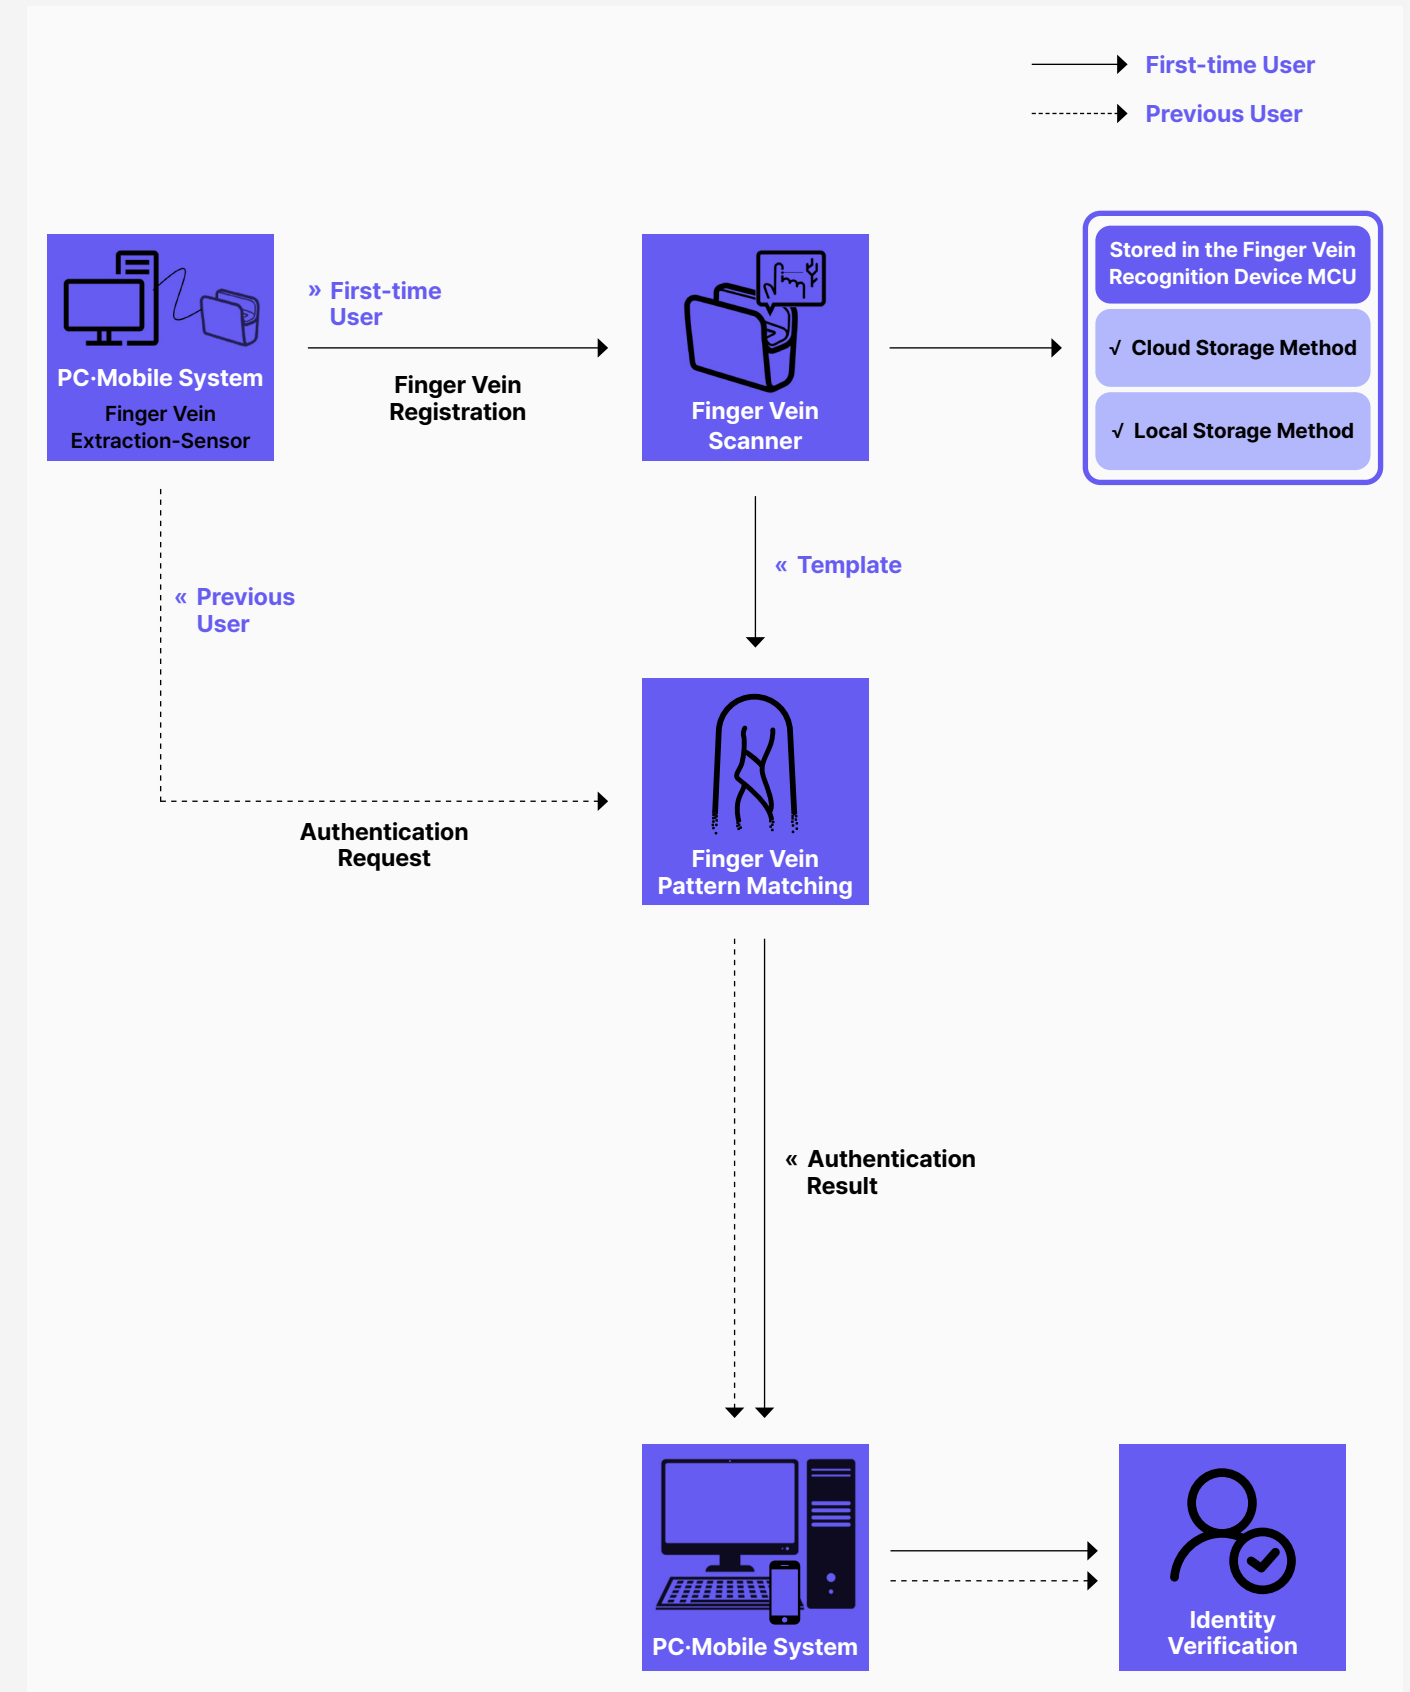 First-time User
Previous User
Stored in the Finger Vein
Recognition Device MCU
√ Cloud Storage Method
√ Local Storage Method
PC·Mobile System
Finger Vein
Extraction-Sensor
» First-time
User
Finger Vein
Registration
Finger Vein
Scanner
« Template
« Previous
User
Authentication
Request
Finger Vein
Pattern Matching
« Authentication
Result
PC·Mobile System
Identity
Verification